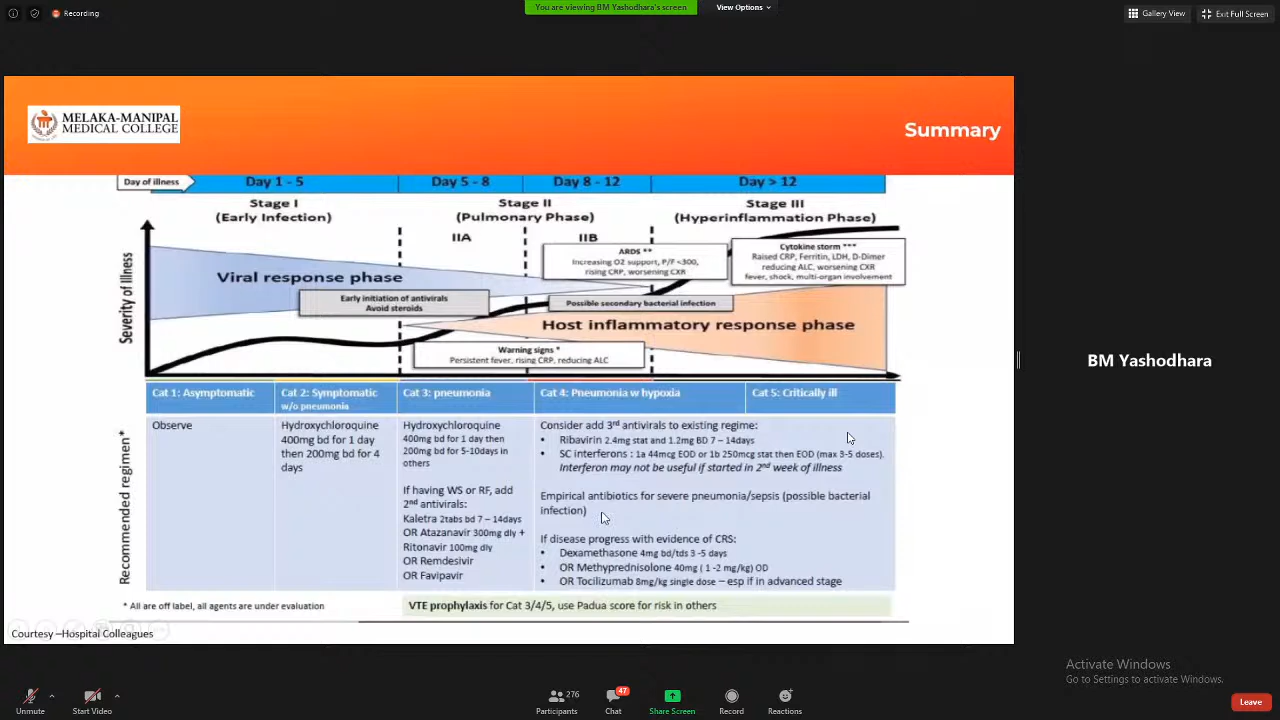 Recording
You are viewing BM Yashodhara's screen
View Options
Gallery View
Exit Full Screen
MELAKA-MANIPAL
MEDICAL COLLEGE
Summary
Day of illness
Day 1 - 5
Day 5 - 8
Day 8 - 12
Day > 12
Stage I
(Early Infection)
Stage II
(Pulmonary Phase)
Stage III
(Hyperinflammation Phase)
IIA
IIB
Severity of Illness
Viral response phase
Early initiation of antivirals
Avoid steroids
ARDS **
Increasing O2 support, P/F <300,
rising CRP, worsening CXR
Cytokine storm ***
Raised CRP, Ferritin, LDH, D-Dimer
reducing ALC, worsening CXR
fever, shock, multi-organ involvement
Possible secondary bacterial infection
Host inflammatory response phase
Warning signs *
Persistent fever, rising CRP, reducing ALC
Cat 1: Asymptomatic
Cat 2: Symptomatic
w/o pneumonia
Cat 3: pneumonia
Cat 4: Pneumonia w hypoxia
Cat 5: Critically ill
Recommended regimen*
Observe
Hydroxychloroquine
400mg bd for 1 day
then 200mg bd for 4
days
Hydroxychloroquine
400mg bd for 1 day then
200mg bd for 5-10days in
others
If having WS or RF, add
2nd antivirals:
Kaletra 2tabs bd 7 – 14days
OR Atazanavir 300mg dly +
Ritonavir 100mg dly
OR Remdesivir
OR Favipavir
Consider add 3rd antivirals to existing regime:
• Ribavirin 2.4mg stat and 1.2mg BD 7 – 14days
• SC interferons : 1a 44mcg EOD or 1b 250mcg stat then EOD (max 3-5 doses).
Interferon may not be useful if started in 2nd week of illness
Empirical antibiotics for severe pneumonia/sepsis (possible bacterial
infection)
If disease progress with evidence of CRS:
• Dexamethasone 4mg bd/tds 3 -5 days
• OR Methyprednisolone 40mg ( 1 -2 mg/kg) OD
• OR Tocilizumab 8mg/kg single dose – esp if in advanced stage
* All are off label, all agents are under evaluation
VTE prophylaxis for Cat 3/4/5, use Padua score for risk in others
Courtesy –Hospital Colleagues
BM Yashodhara
Activate Windows
Go to Settings to activate Windows.
Unmute
Start Video
276
Participants
47
Chat
Share Screen
Record
Reactions
Leave